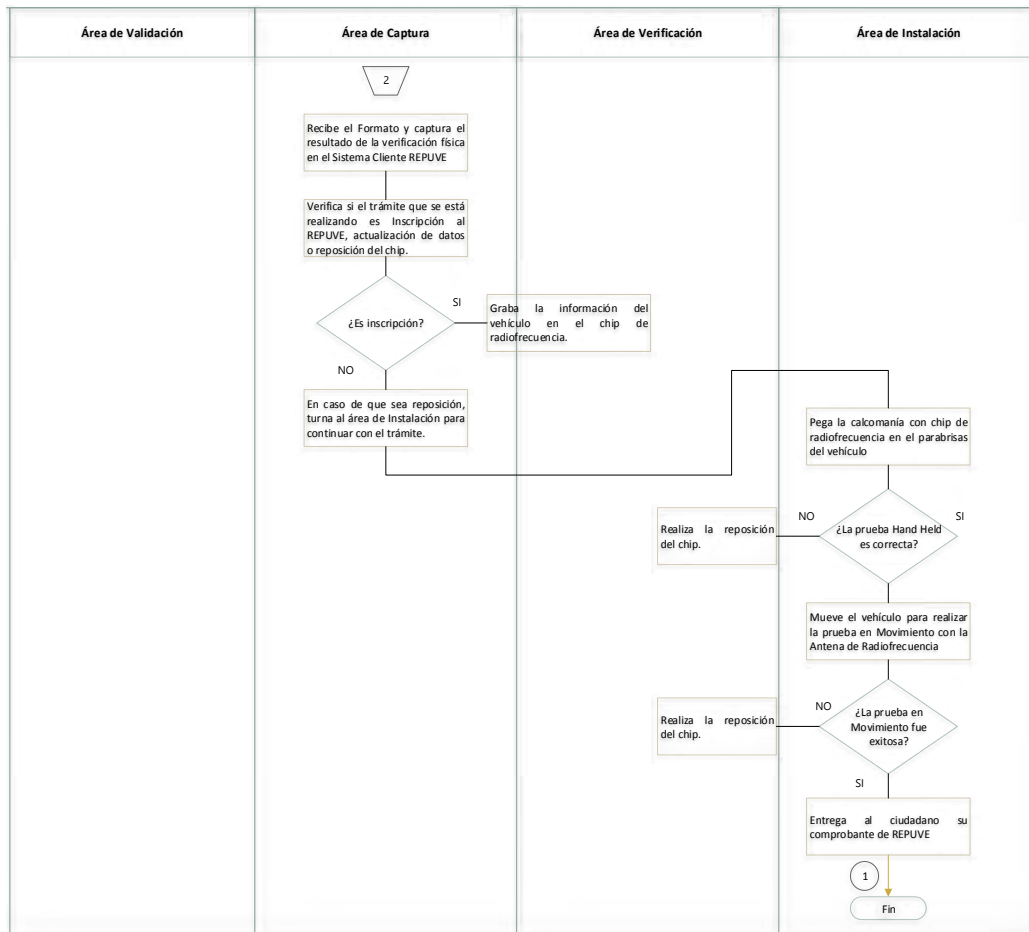 Área de Validación
Área de Captura
Área de Verificación
Área de Instalación
2
Recibe el Formato y captura el
resultado de la verificación física
en el Sistema Cliente REPUVE
Verifica si el trámite que se está
realizando es Inscripción al
REPUVE, actualización de datos
o reposición del chip.
¿Es inscripción?
SI
Graba la información del
vehículo en el chip de
radiofrecuencia.
NO
En caso de que sea reposición,
turna al área de Instalación para
continuar con el trámite.
Pega la calcomanía con chip de
radiofrecuencia en el parabrisas
del vehículo
NO
SI
¿La prueba Hand Held
es correcta?
Realiza la reposición
del chip.
Mueve el vehículo para realizar
la prueba en Movimiento con la
Antena de Radiofrecuencia
NO
¿La prueba en
Movimiento fue
exitosa?
Realiza la reposición
del chip.
SI
Entrega al ciudadano su
comprobante de REPUVE
1
Fin